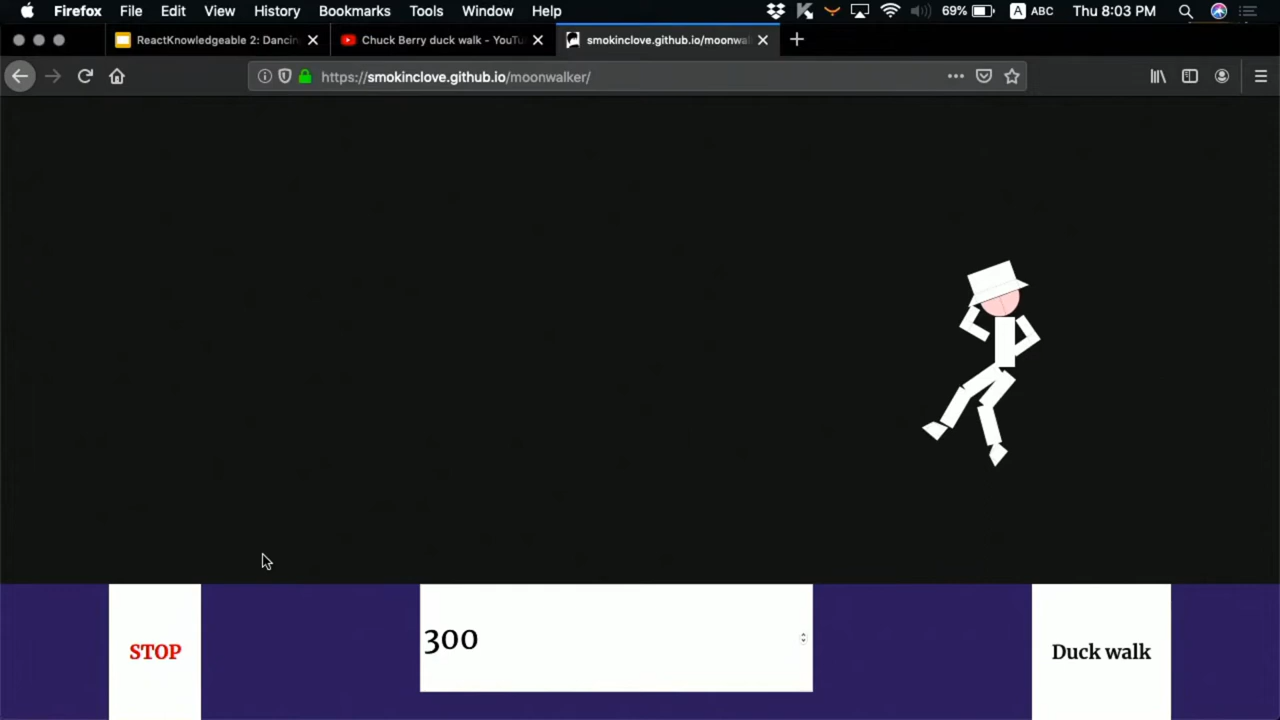 Firefox File Edit View History Bookmarks Tools Window Help 69% A ABC Thu 8:03 PM
ReactKnowledgeable 2: Dancin
Chuck Berry duck walk - YouTu
smokinclove.github.io/moonwal
https://smokinclove.github.io/moonwalker/
STOP
300
Duck walk